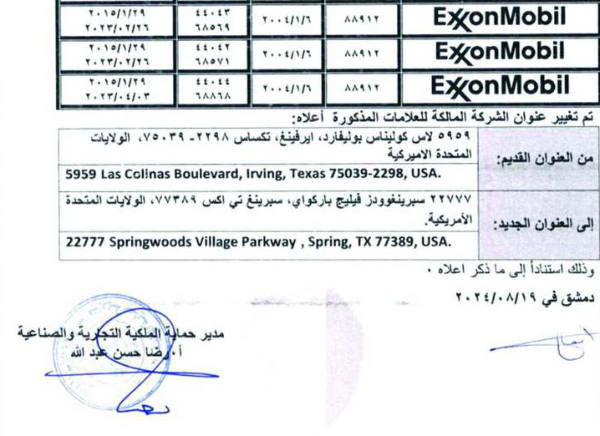 ٢٠١٥/١/٢٩ ٤٤٠٤٣ ٢٠٠٤/١/٦ ٨٨٩١٢ ExxonMobil
٢٠٢٣/٠٢/٢٦ ٦٨٥٦٩
٢٠١٥/١/٢٩ ٤٤٠٤٢ ٢٠٠٤/١/٦ ٨٨٩١٢ ExxonMobil
٢٠٢٣/٠٢/٢٦ ٦٨٥٧١
٢٠١٥/١/٢٩ ٤٤٠٤٤ ٢٠٠٤/١/٦ ٨٨٩١٢ ExxonMobil
٢٠٢٣/٠٤/٠٣ ٦٨٨٦٨
تم تغيير عنوان الشركة المالكة للعلامات المذكورة أعلاه:
من العنوان القديم:
٥٩٥٩ لاس كوليناس بوليفارد، ايرفينغ، تكساس ٢٢٩٨- ٧٥٠٣٩، الولايات
المتحدة الاميركية
5959 Las Colinas Boulevard, Irving, Texas 75039-2298, USA.
إلى العنوان الجديد:
٢٢٧٧٧ سبرينغوودز فيليج باركواي، سبرينغ تي اكس ٧٧٣٨٩، الولايات المتحدة
الأمريكية.
22777 Springwoods Village Parkway , Spring, TX 77389, USA.
وذلك استناداً إلى ما ذكر اعلاه ٠
دمشق في ٢٠٢٤/٠٨/١٩
مدير حماية الملكية التجارية والصناعية
أ٠رضا حسن عبد الله